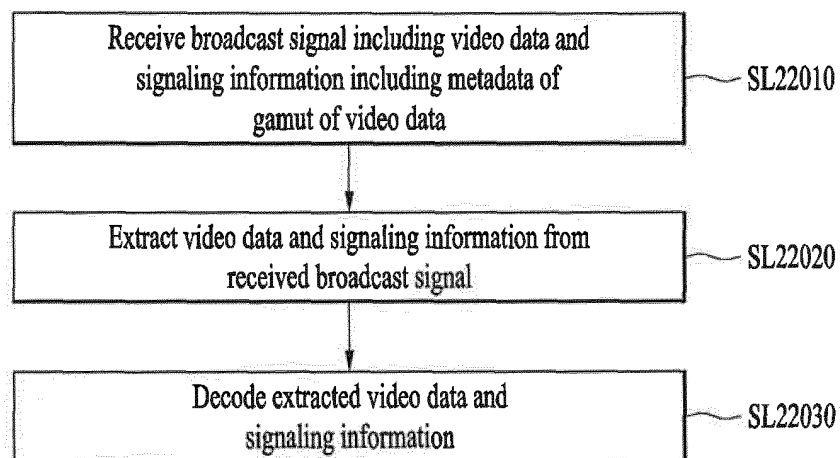 Receive broadcast signal including video data and
signaling information including metadata of
gamut of video data
SL22010
Extract video data and signaling information from
received broadcast signal
SL22020
Decode extracted video data and
signaling information
SL22030